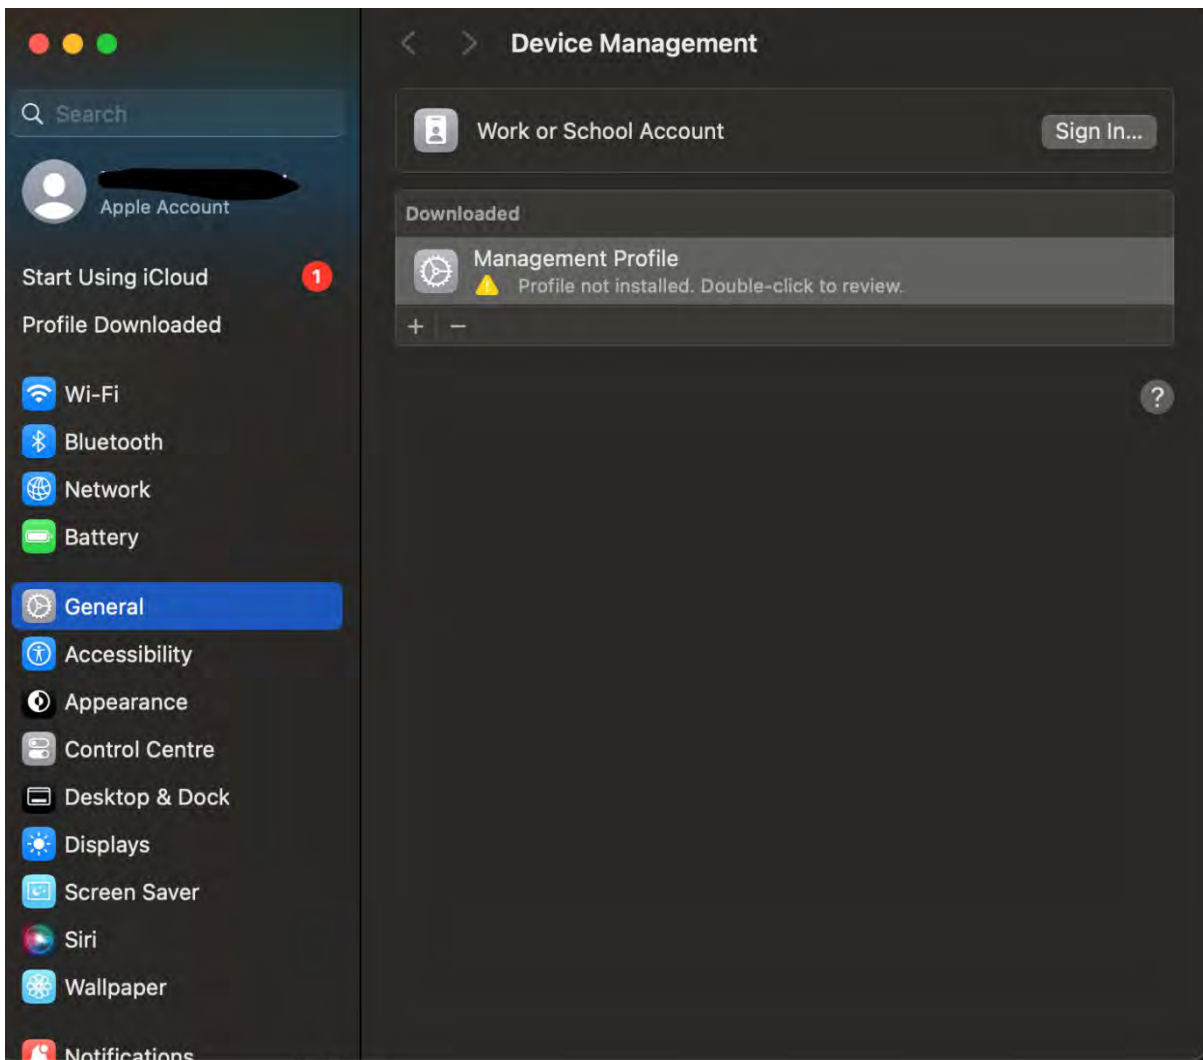 Search
Apple Account
Start Using iCloud
1
Profile Downloaded
Wi-Fi
Bluetooth
Network
Battery
General
Accessibility
Appearance
Control Centre
Desktop & Dock
Displays
Screen Saver
Siri
Wallpaper
Notifications
Device Management
Work or School Account
Sign In...
Downloaded
Management Profile
Profile not installed. Double-click to review.
+ −
?